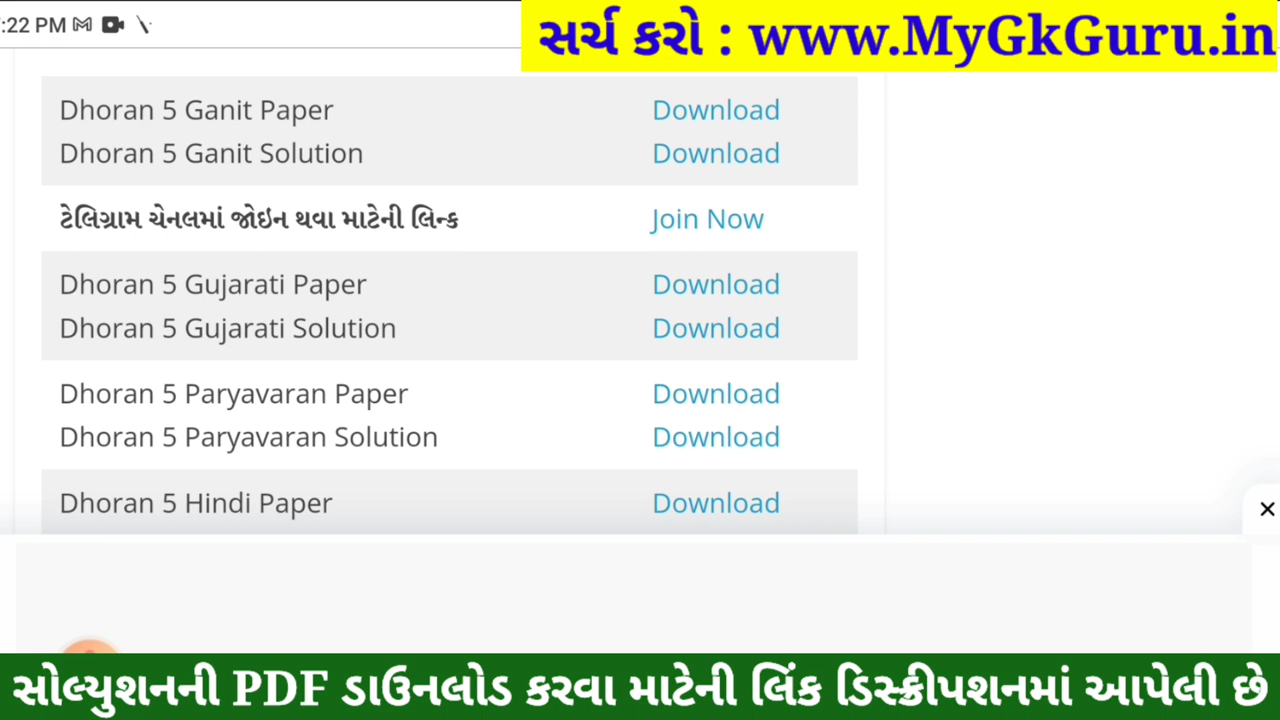 :22 PM
સર્ચ કરો : www.MyGkGuru.in
Dhoran 5 Ganit Paper Download
Dhoran 5 Ganit Solution Download
ટેલિગ્રામ ચેનલમાં જોઇન થવા માટેની લિન્ક Join Now
Dhoran 5 Gujarati Paper Download
Dhoran 5 Gujarati Solution Download
Dhoran 5 Paryavaran Paper Download
Dhoran 5 Paryavaran Solution Download
Dhoran 5 Hindi Paper Download
સોલ્યુશનની PDF ડાઉનલોડ કરવા માટેની લિંક ડિસ્ક્રીપશનમાં આપેલી છે